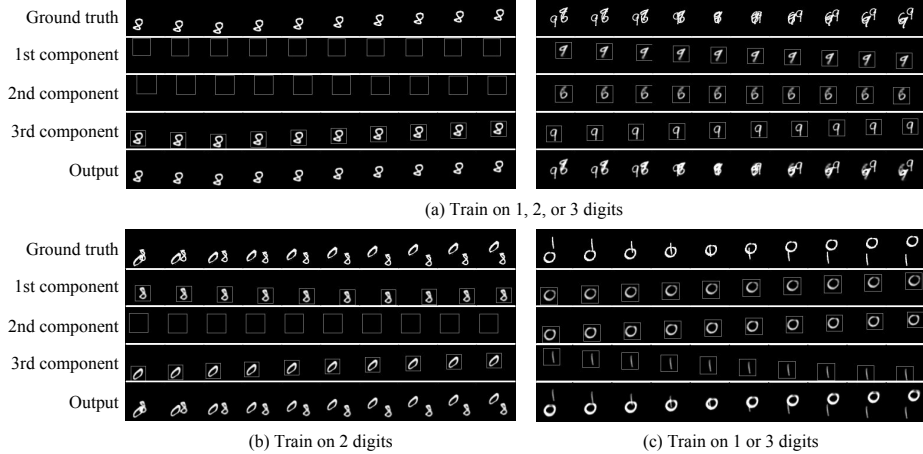 Ground truth
1st component
2nd component
3rd component
Output
(a) Train on 1, 2, or 3 digits
Ground truth
1st component
2nd component
3rd component
Output
(b) Train on 2 digits
(c) Train on 1 or 3 digits